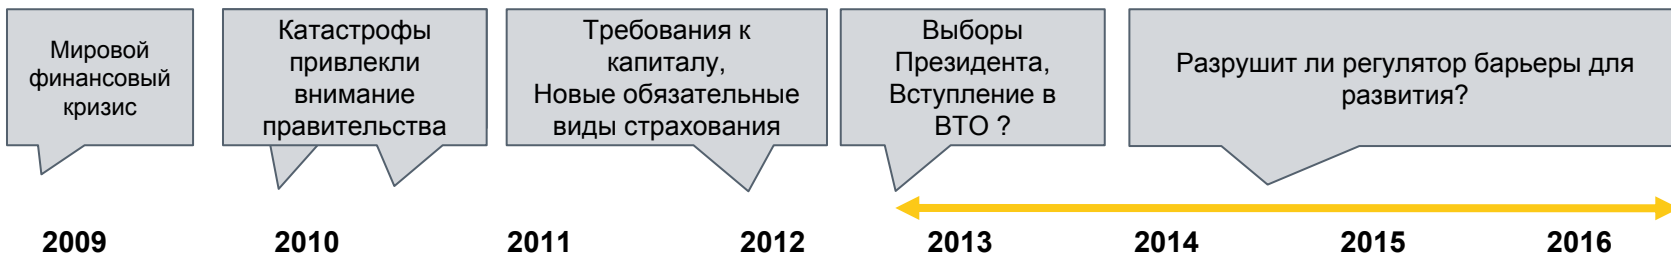 Мировой
финансовый
кризис
Катастрофы
привлекли
внимание
правительства
Требования к
капиталу,
Новые обязательные
виды страхования
Выборы
Президента,
Вступление в
ВТО ?
Разрушит ли регулятор барьеры для
развития?
2009 2010 2011 2012 2013 2014 2015 2016